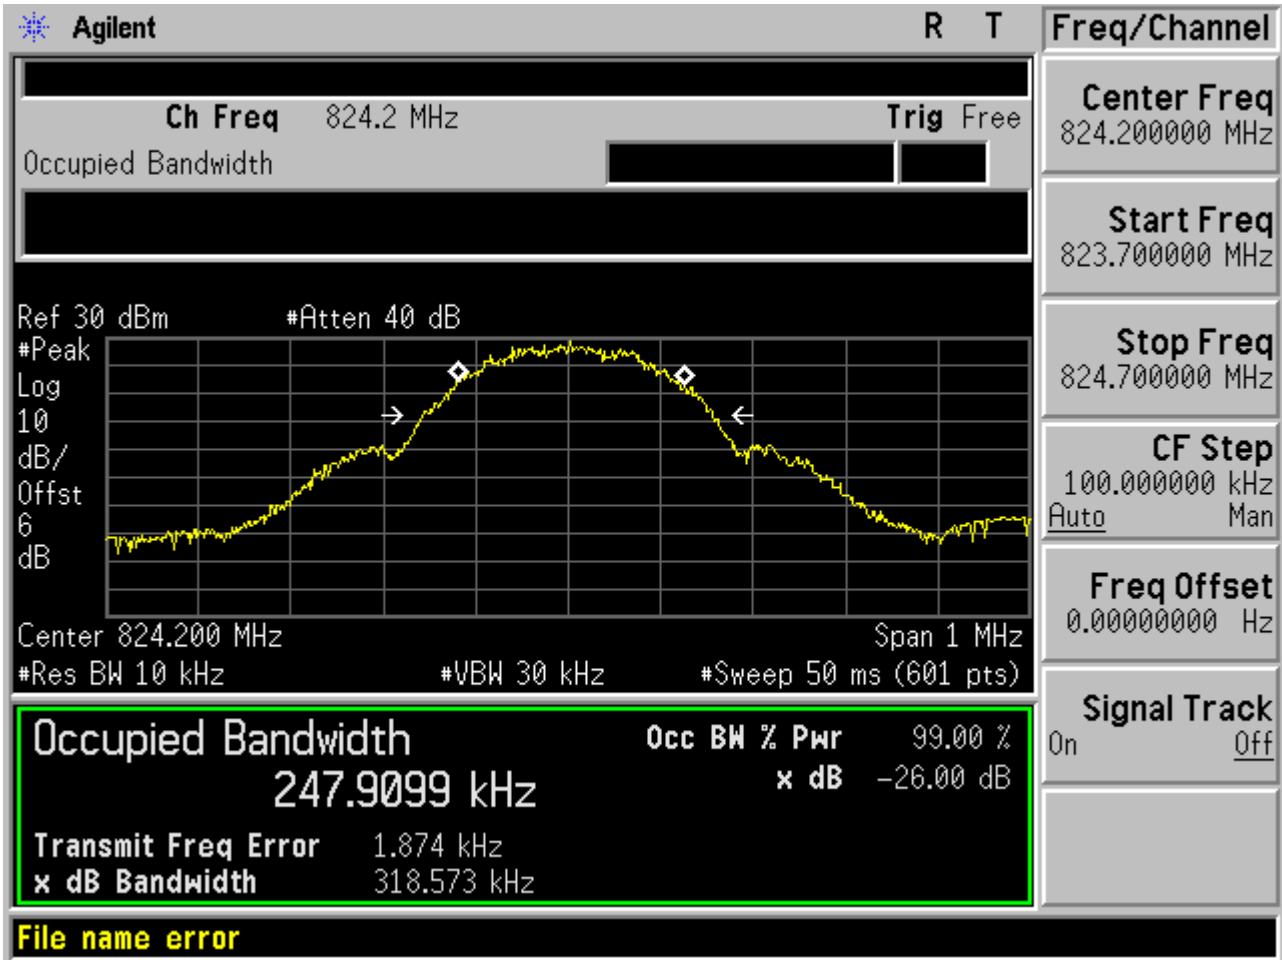 Agilent R T Freq/Channel
Ch Freq 824.2 MHz Trig Free
Occupied Bandwidth
Center Freq
824.200000 MHz
Start Freq
823.700000 MHz
Stop Freq
824.700000 MHz
CF Step
100.000000 kHz
Auto Man
Freq Offset
0.00000000 Hz
Signal Track
On Off
Ref 30 dBm #Atten 40 dB
#Peak
Log
10
dB/
Offst
6
dB
Center 824.200 MHz Span 1 MHz
#Res BW 10 kHz #VBW 30 kHz #Sweep 50 ms (601 pts)
Occupied Bandwidth
247.9099 kHz
Occ BW % Pwr 99.00 %
x dB -26.00 dB
Transmit Freq Error 1.874 kHz
x dB Bandwidth 318.573 kHz
File name error